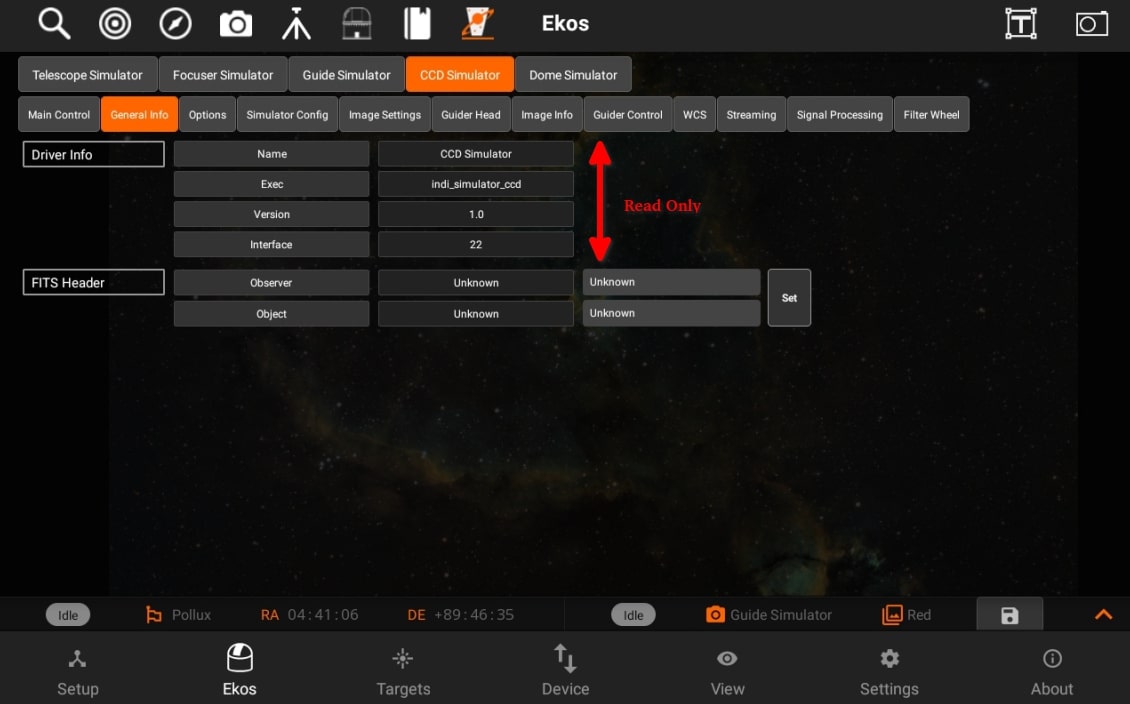 Ekos
Telescope Simulator Focuser Simulator Guide Simulator CCD Simulator Dome Simulator
Main Control General Info Options Simulator Config Image Settings Guider Head Image Info Guider Control WCS Streaming Signal Processing Filter Wheel
Driver Info Name CCD Simulator
Exec indi_simulator_ccd
Read Only
Version 1.0
Interface 22
FITS Header Observer Unknown Unknown
Set
Object Unknown Unknown
Idle Pollux RA 04:41:06 DE +89:46:35 Idle Guide Simulator Red
Setup Ekos Targets Device View Settings About